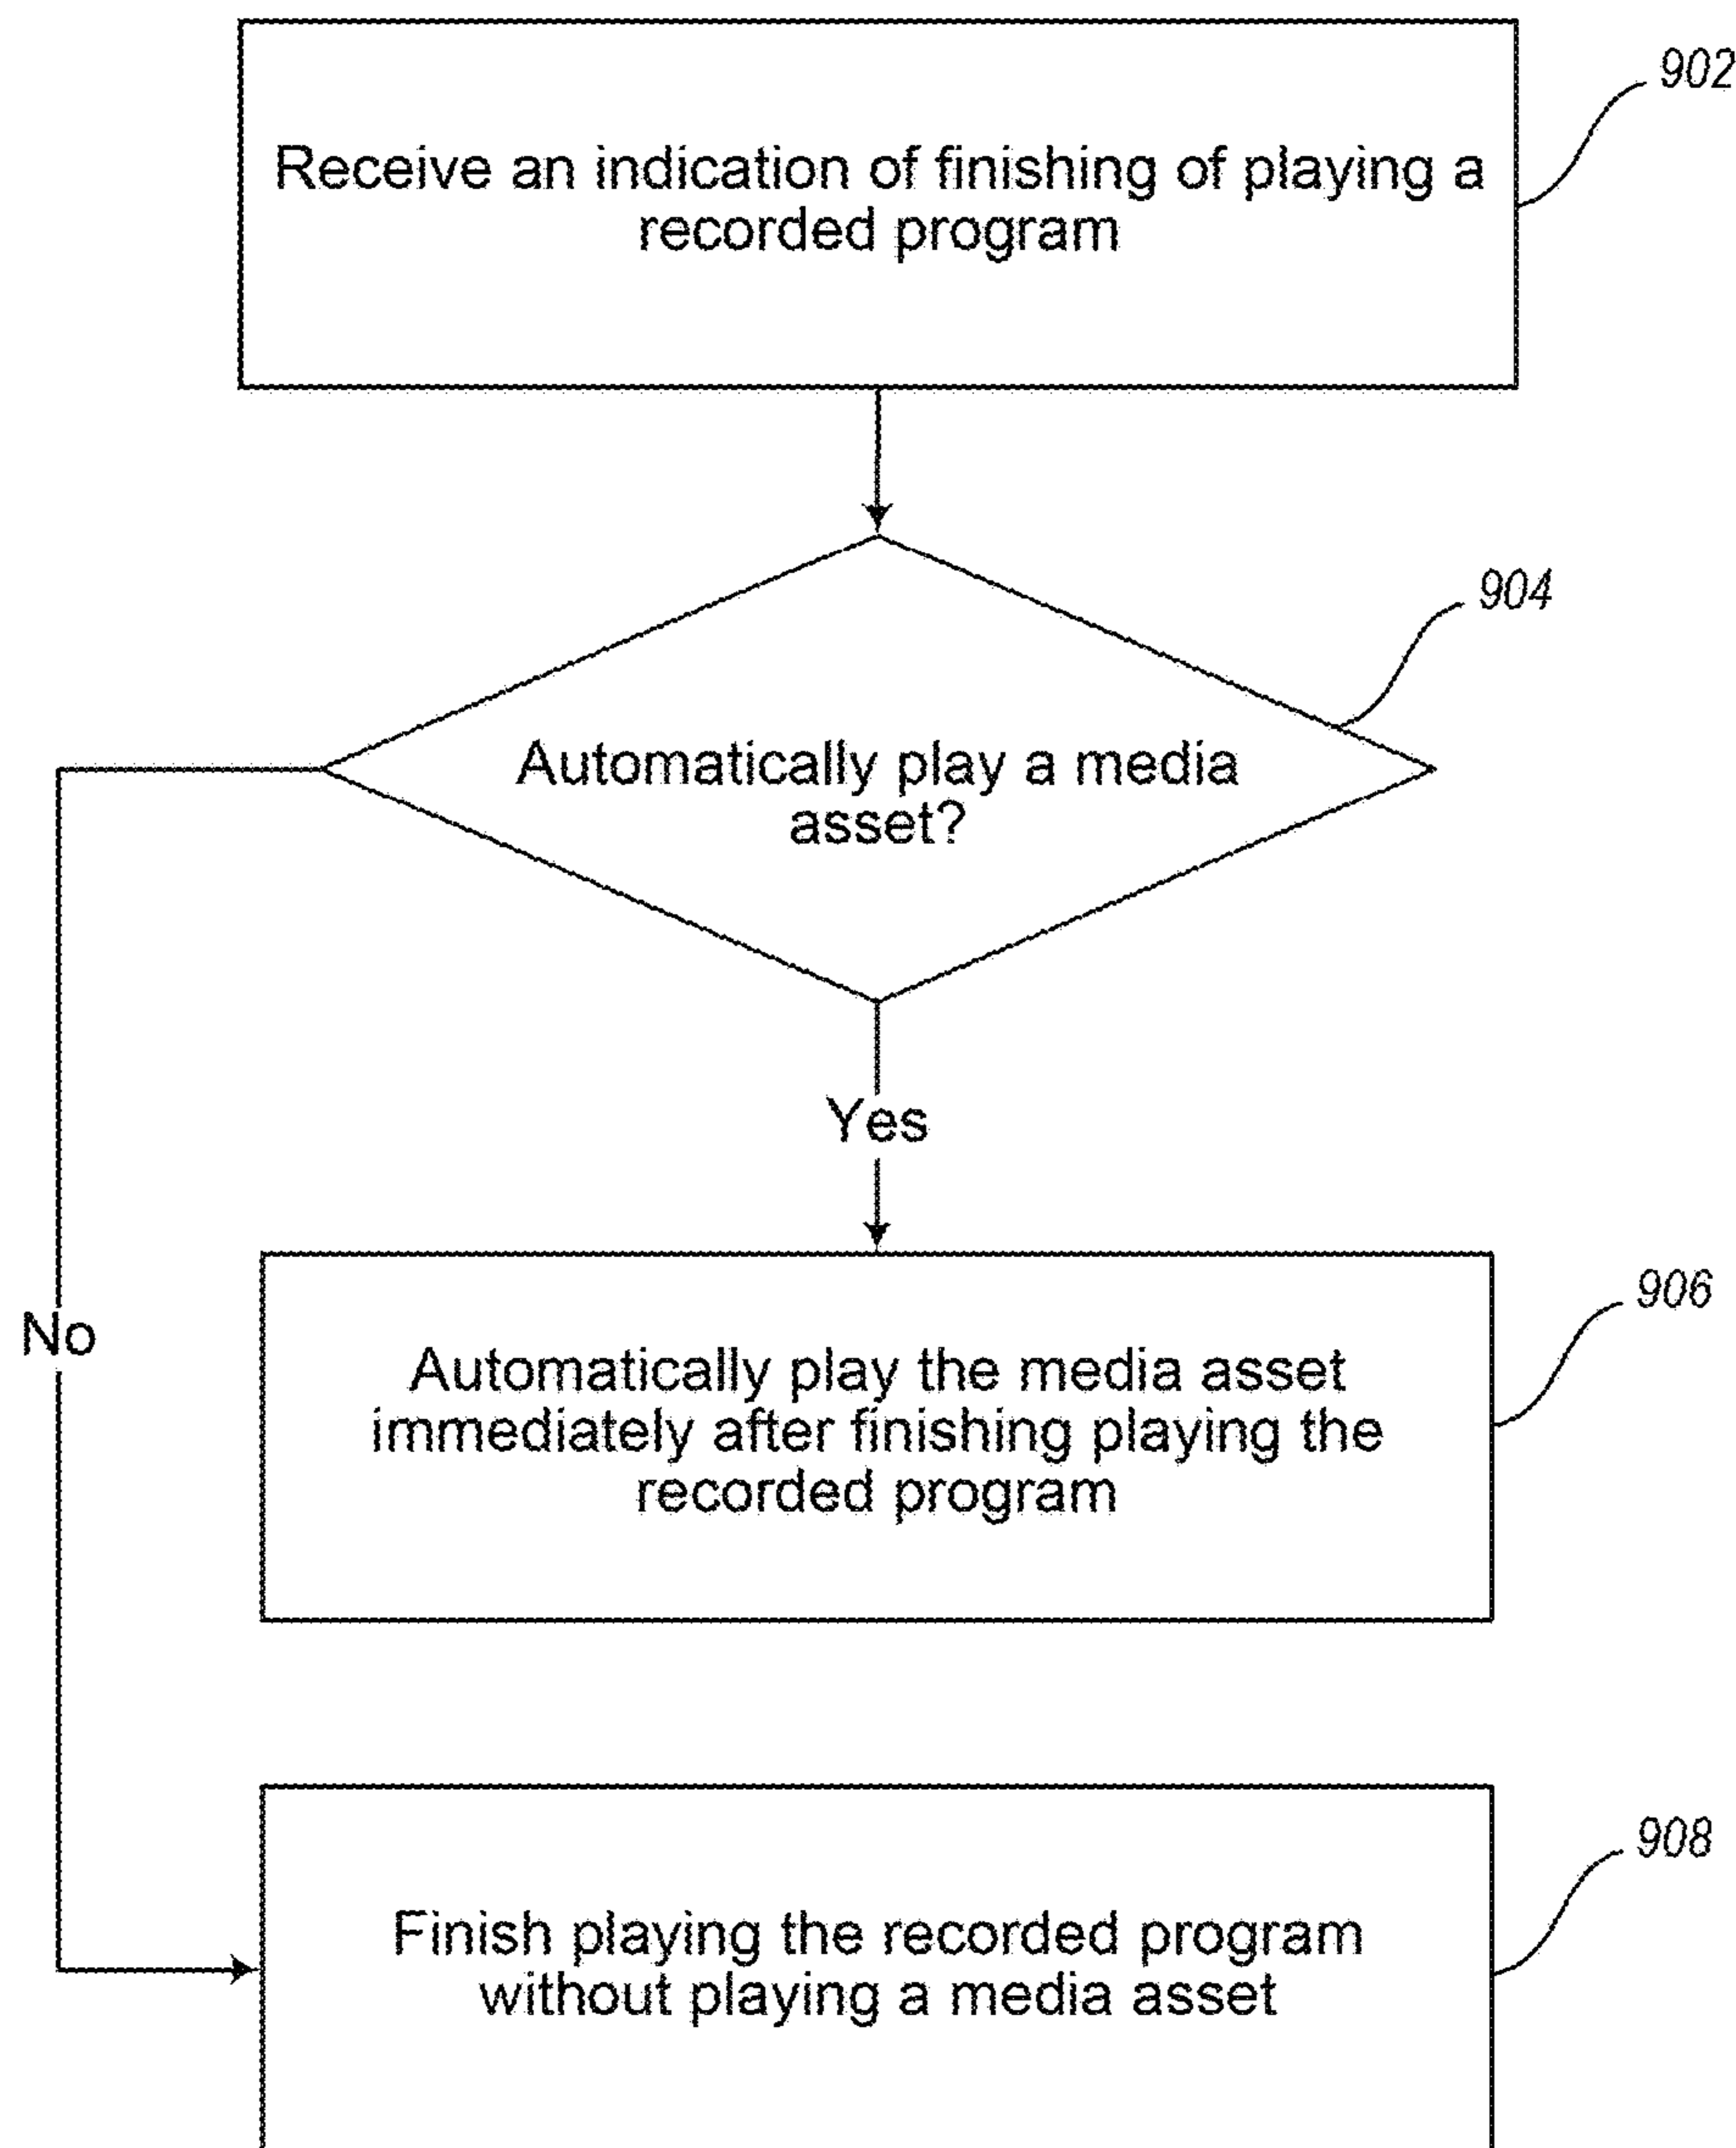 902
Receive an indication of finishing of playing a
recorded program
904
Automatically play a media
asset?
Yes
No
906
Automatically play the media asset
immediately after finishing playing the
recorded program
908
Finish playing the recorded program
without playing a media asset